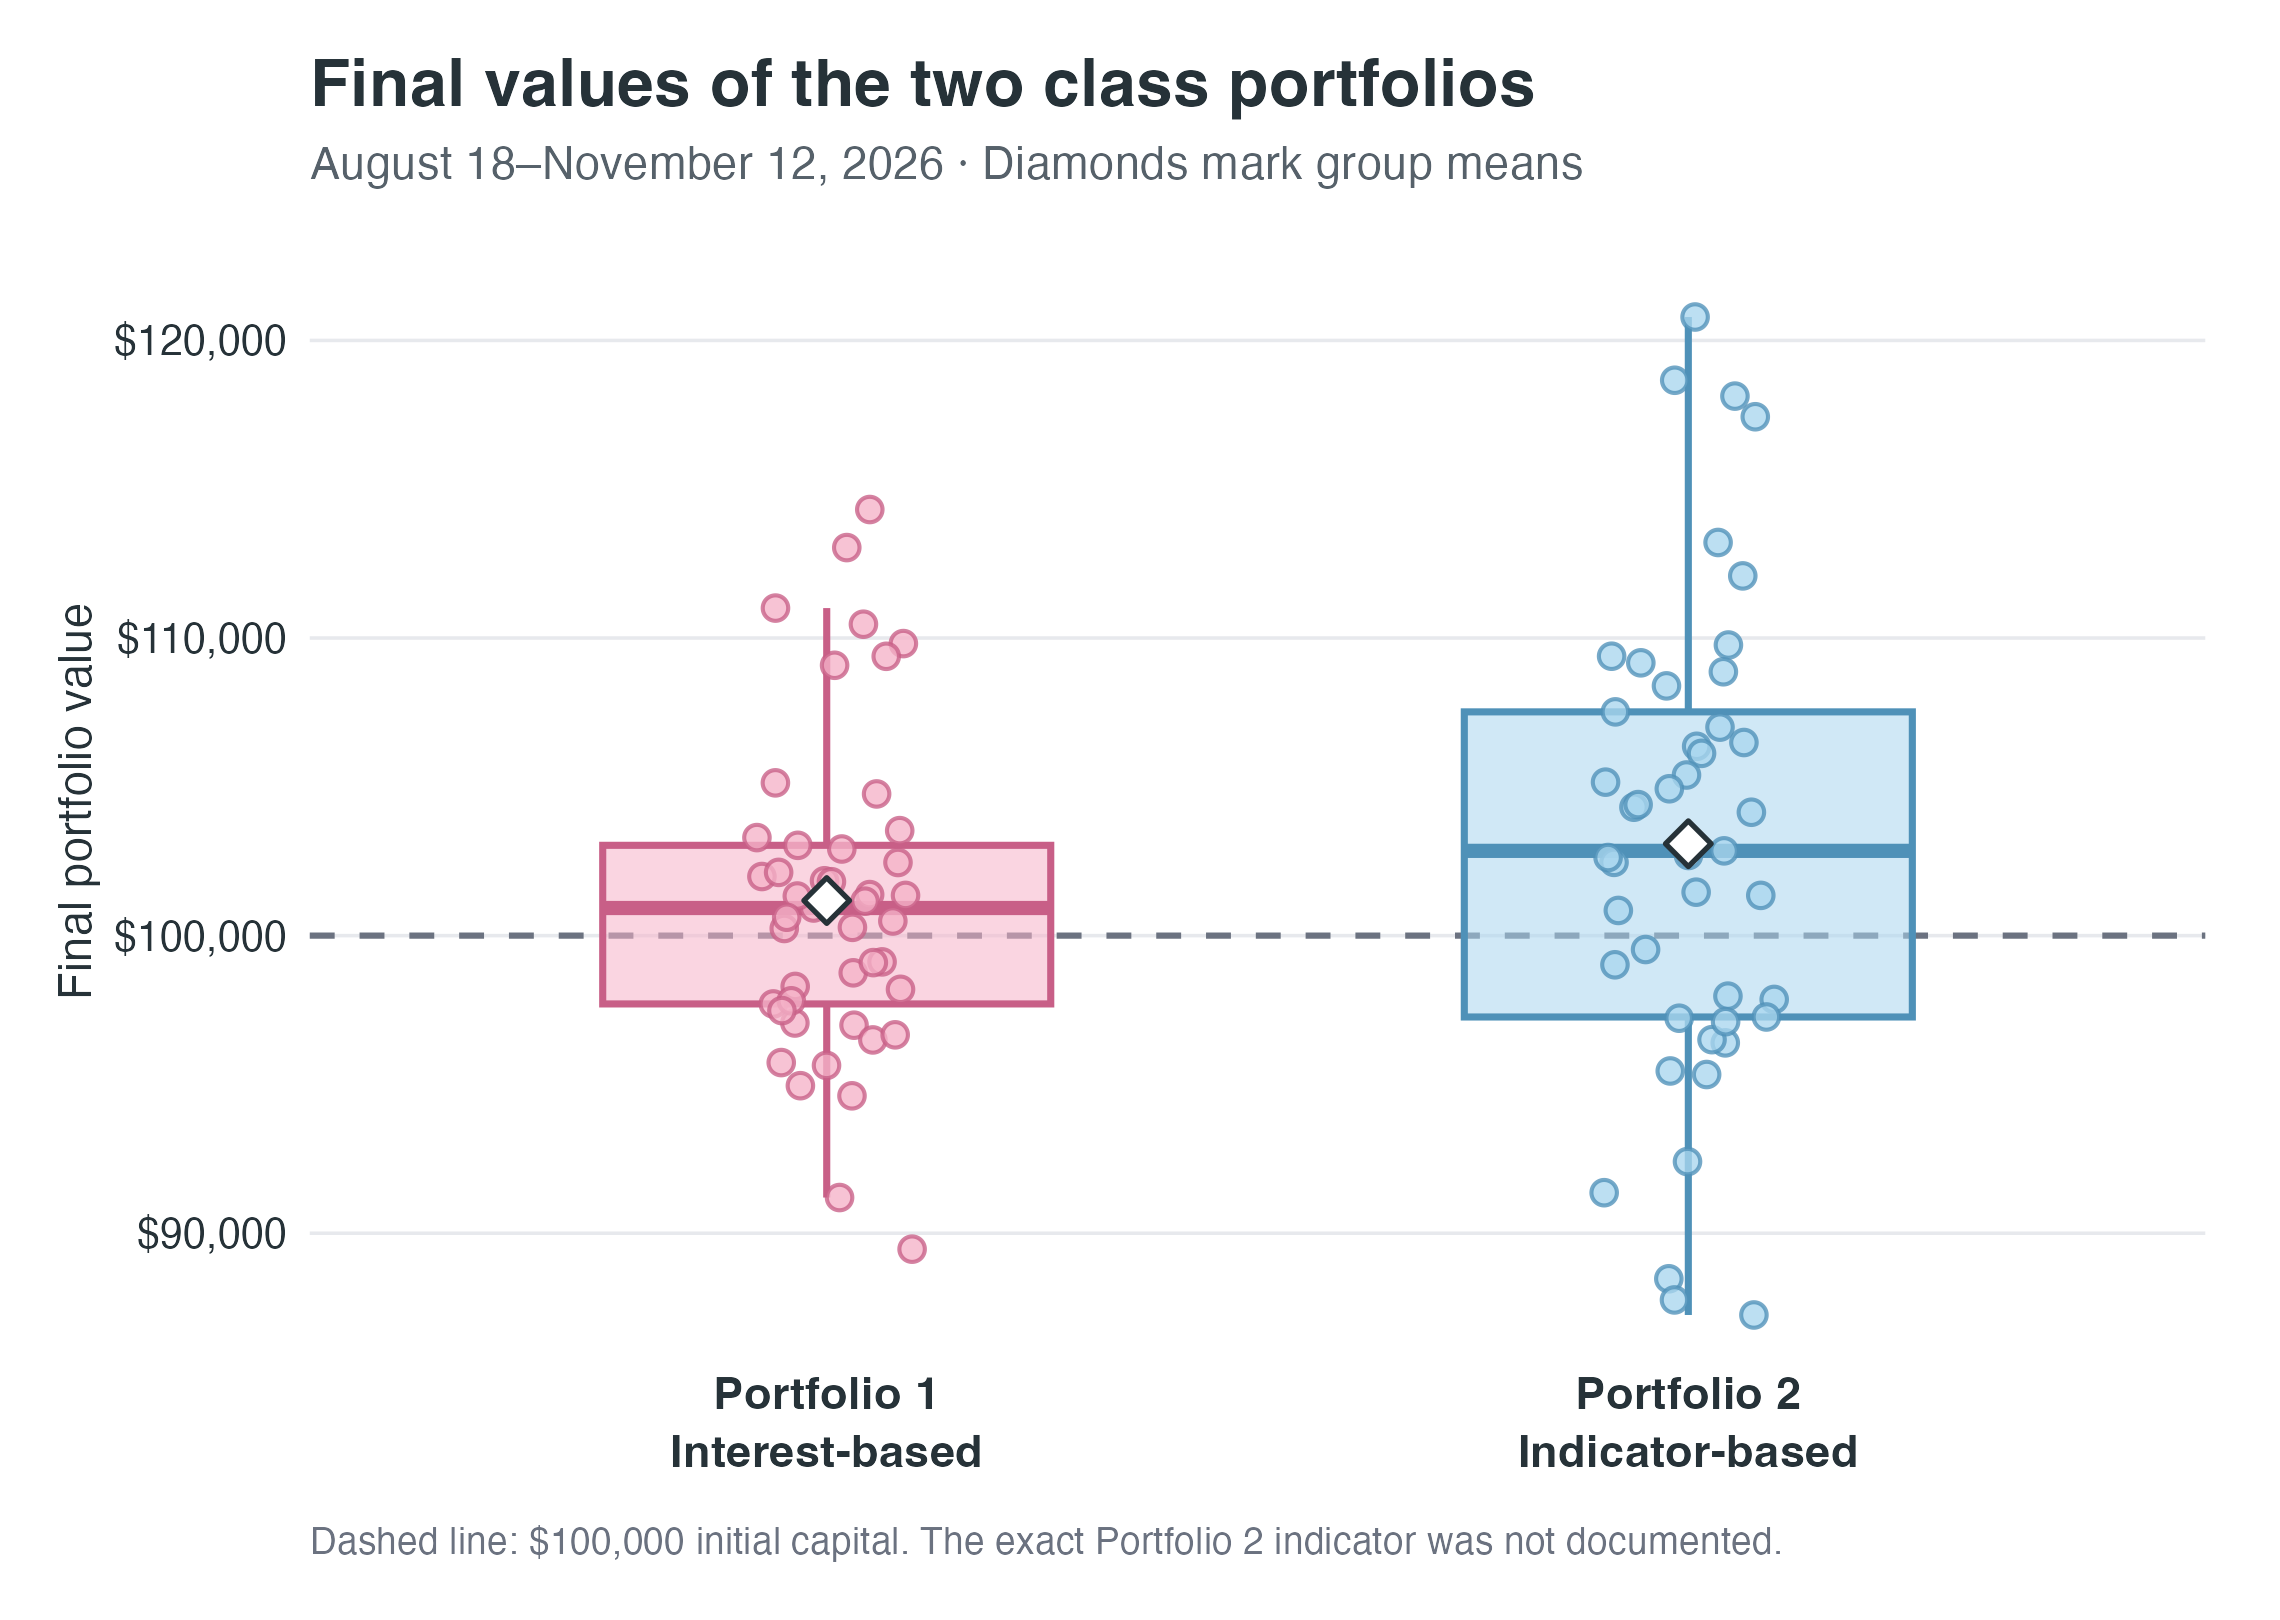 Final values of the two class portfolios
August 18–November 12, 2026 · Diamonds mark group means
Final portfolio value
$120,000
$110,000
$100,000
$90,000
Portfolio 1
Interest-based
Portfolio 2
Indicator-based
Dashed line: $100,000 initial capital. The exact Portfolio 2 indicator was not documented.